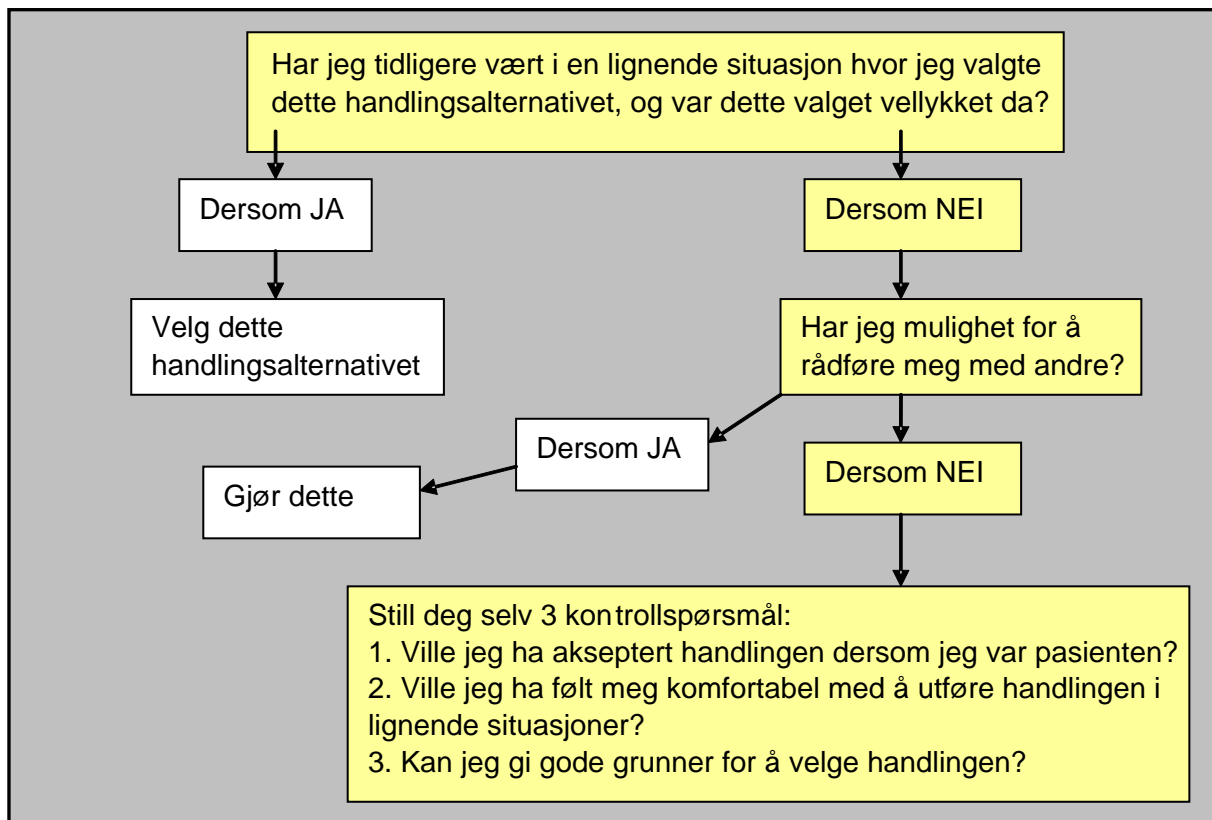 Har jeg tidligere vært i en lignende situasjon hvor jeg valgte
dette handlingsalternativet, og var dette valget vellykket da?
Dersom JA
Dersom NEI
Velg dette
handlingsalternativet
Har jeg mulighet for å
rådføre meg med andre?
Dersom JA
Gjør dette
Dersom NEI
Still deg selv 3 kontrollspørsmål:
1. Ville jeg ha akseptert handlingen dersom jeg var pasienten?
2. Ville jeg ha følt meg komfortabel med å utføre handlingen i
lignende situasjoner?
3. Kan jeg gi gode grunner for å velge handlingen?